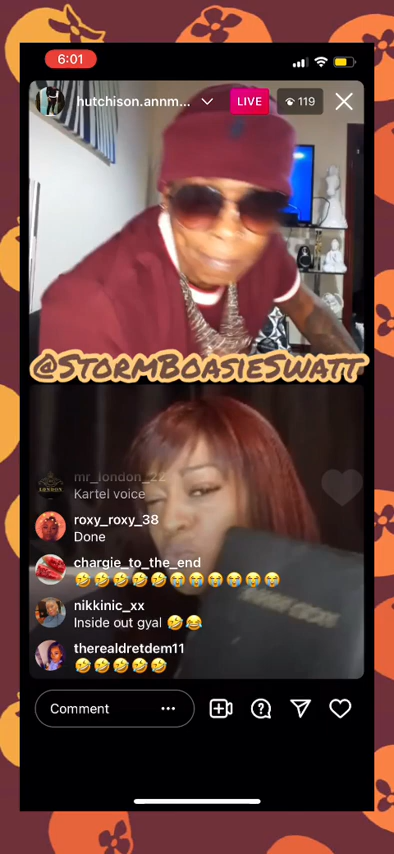 6:01
hutchison.annm...
LIVE
119
@StormBoasieSwatt
mr_london_22
Kartel voice
roxy_roxy_38
Done
chargie_to_the_end
🤣🤣🤣🤣🤣😭😭😭😭😭😭
nikkinic_xx
Inside out gyal 🤣😂
therealdretdem11
🤣🤣🤣🤣🤣
Comment